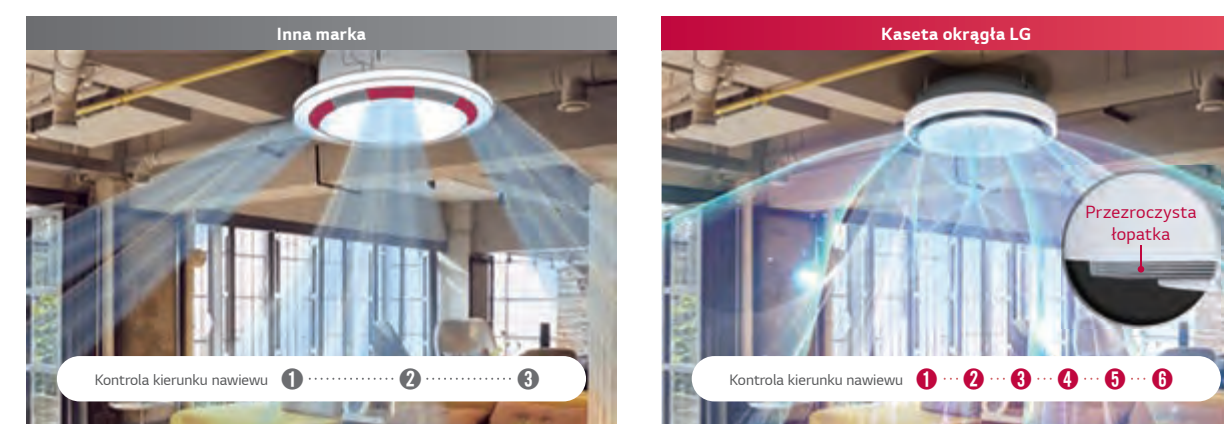 Inna marka
Kontrola kierunku nawiewu 1 2 3
Kaseta okrągła LG
Przezroczysta
łopatka
Kontrola kierunku nawiewu 1 2 3 4 5 6